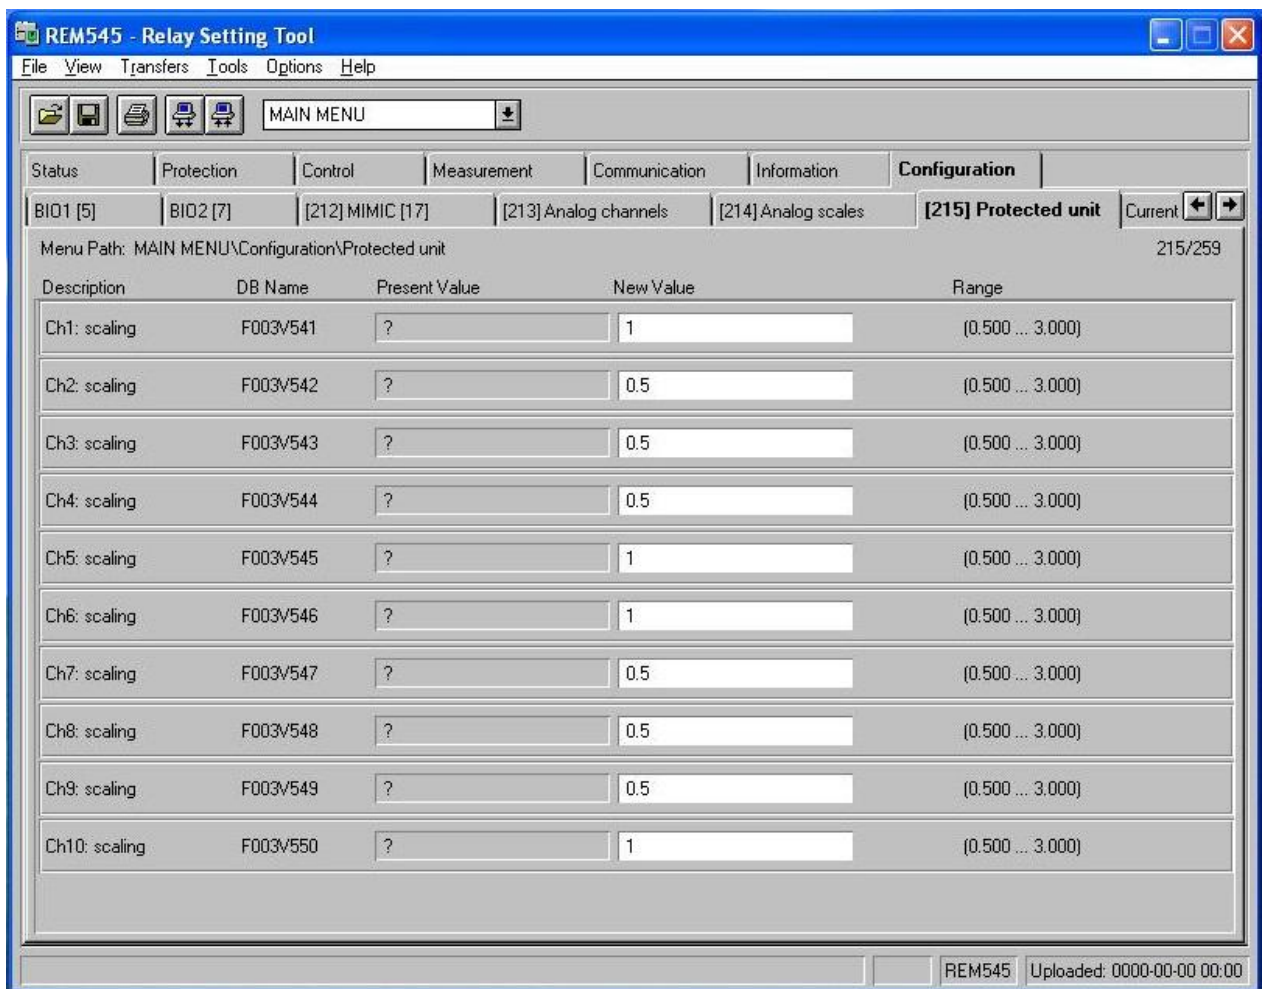 REM545 - Relay Setting Tool
File View Transfers Tools Options Help
MAIN MENU
Status Protection Control Measurement Communication Information Configuration
BIO1 [5] BIO2 [7] [212] MIMIC [17] [213] Analog channels [214] Analog scales [215] Protected unit Current
Menu Path: MAIN MENU\Configuration\Protected unit 215/259
Description DB Name Present Value New Value Range
Ch1: scaling F003V541 ? 1 (0.500 ... 3.000)
Ch2: scaling F003V542 ? 0.5 (0.500 ... 3.000)
Ch3: scaling F003V543 ? 0.5 (0.500 ... 3.000)
Ch4: scaling F003V544 ? 0.5 (0.500 ... 3.000)
Ch5: scaling F003V545 ? 1 (0.500 ... 3.000)
Ch6: scaling F003V546 ? 1 (0.500 ... 3.000)
Ch7: scaling F003V547 ? 0.5 (0.500 ... 3.000)
Ch8: scaling F003V548 ? 0.5 (0.500 ... 3.000)
Ch9: scaling F003V549 ? 0.5 (0.500 ... 3.000)
Ch10: scaling F003V550 ? 1 (0.500 ... 3.000)
REM545 Uploaded: 0000-00-00 00:00